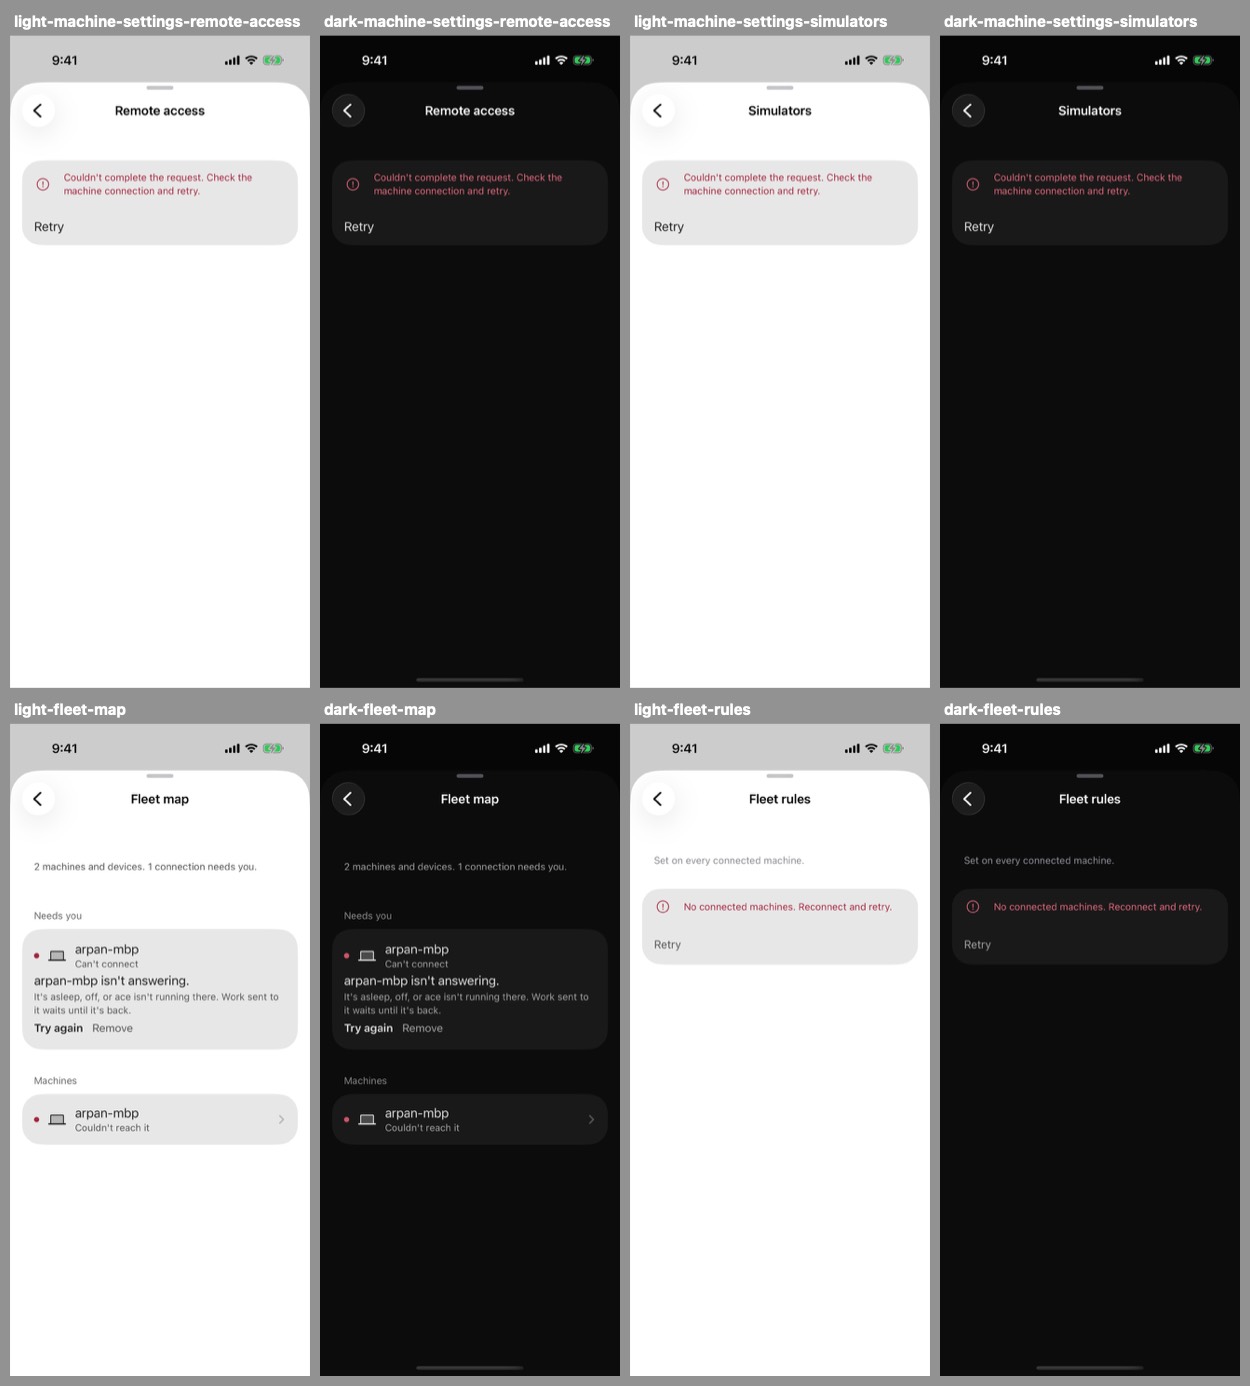 light-machine-settings-remote-access
9:41
Remote access
Couldn't complete the request. Check the
machine connection and retry.
Retry
dark-machine-settings-remote-access
9:41
Remote access
Couldn't complete the request. Check the
machine connection and retry.
Retry
light-machine-settings-simulators
9:41
Simulators
Couldn't complete the request. Check the
machine connection and retry.
Retry
dark-machine-settings-simulators
9:41
Simulators
Couldn't complete the request. Check the
machine connection and retry.
Retry
light-fleet-map
9:41
Fleet map
2 machines and devices. 1 connection needs you.
Needs you
arpan-mbp
Can't connect
arpan-mbp isn't answering.
It's asleep, off, or ace isn't running there. Work sent to
it waits until it's back.
Try again Remove
Machines
arpan-mbp
Couldn't reach it
dark-fleet-map
9:41
Fleet map
2 machines and devices. 1 connection needs you.
Needs you
arpan-mbp
Can't connect
arpan-mbp isn't answering.
It's asleep, off, or ace isn't running there. Work sent to
it waits until it's back.
Try again Remove
Machines
arpan-mbp
Couldn't reach it
light-fleet-rules
9:41
Fleet rules
Set on every connected machine.
No connected machines. Reconnect and retry.
Retry
dark-fleet-rules
9:41
Fleet rules
Set on every connected machine.
No connected machines. Reconnect and retry.
Retry